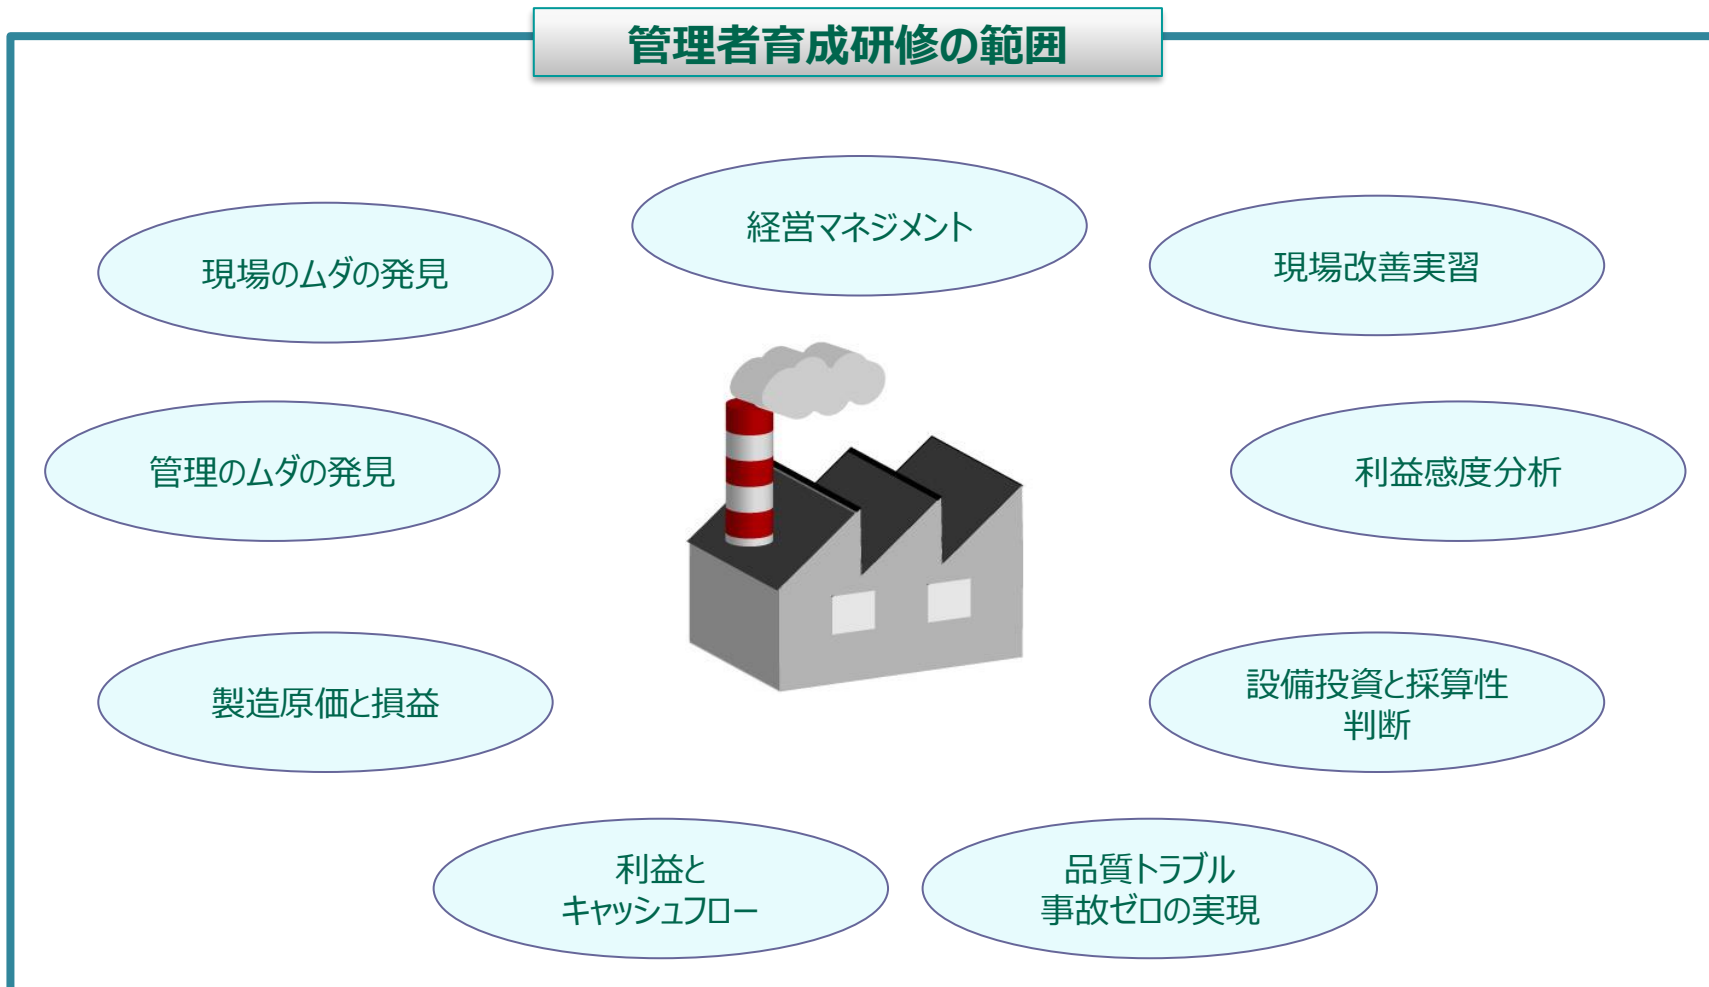 管理者育成研修の範囲
経営マネジメント
現場のムダの発見
現場改善実習
管理のムダの発見
利益感度分析
製造原価と損益
設備投資と採算性
判断
利益と
キャッシュフロー
品質トラブル
事故ゼロの実現